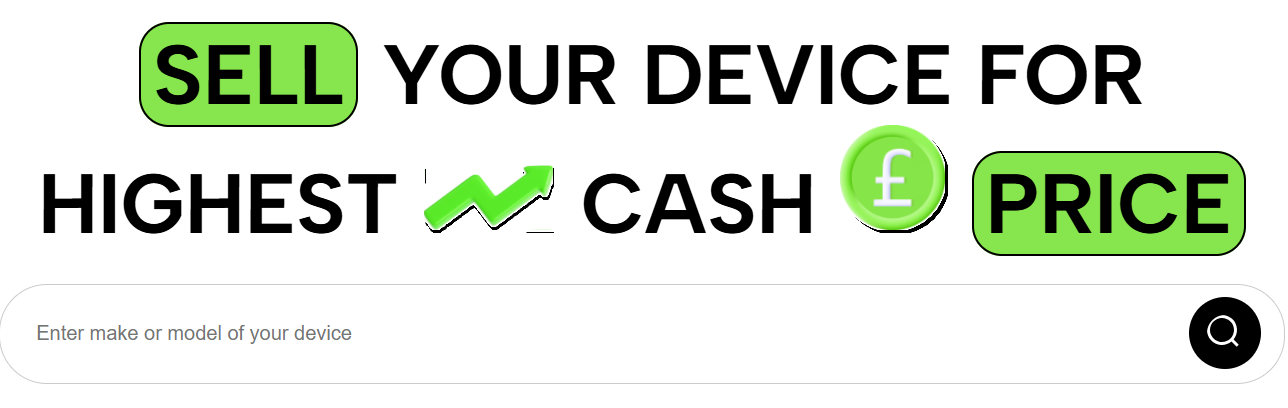 SELL YOUR DEVICE FOR
HIGHEST CASH £ PRICE
Enter make or model of your device